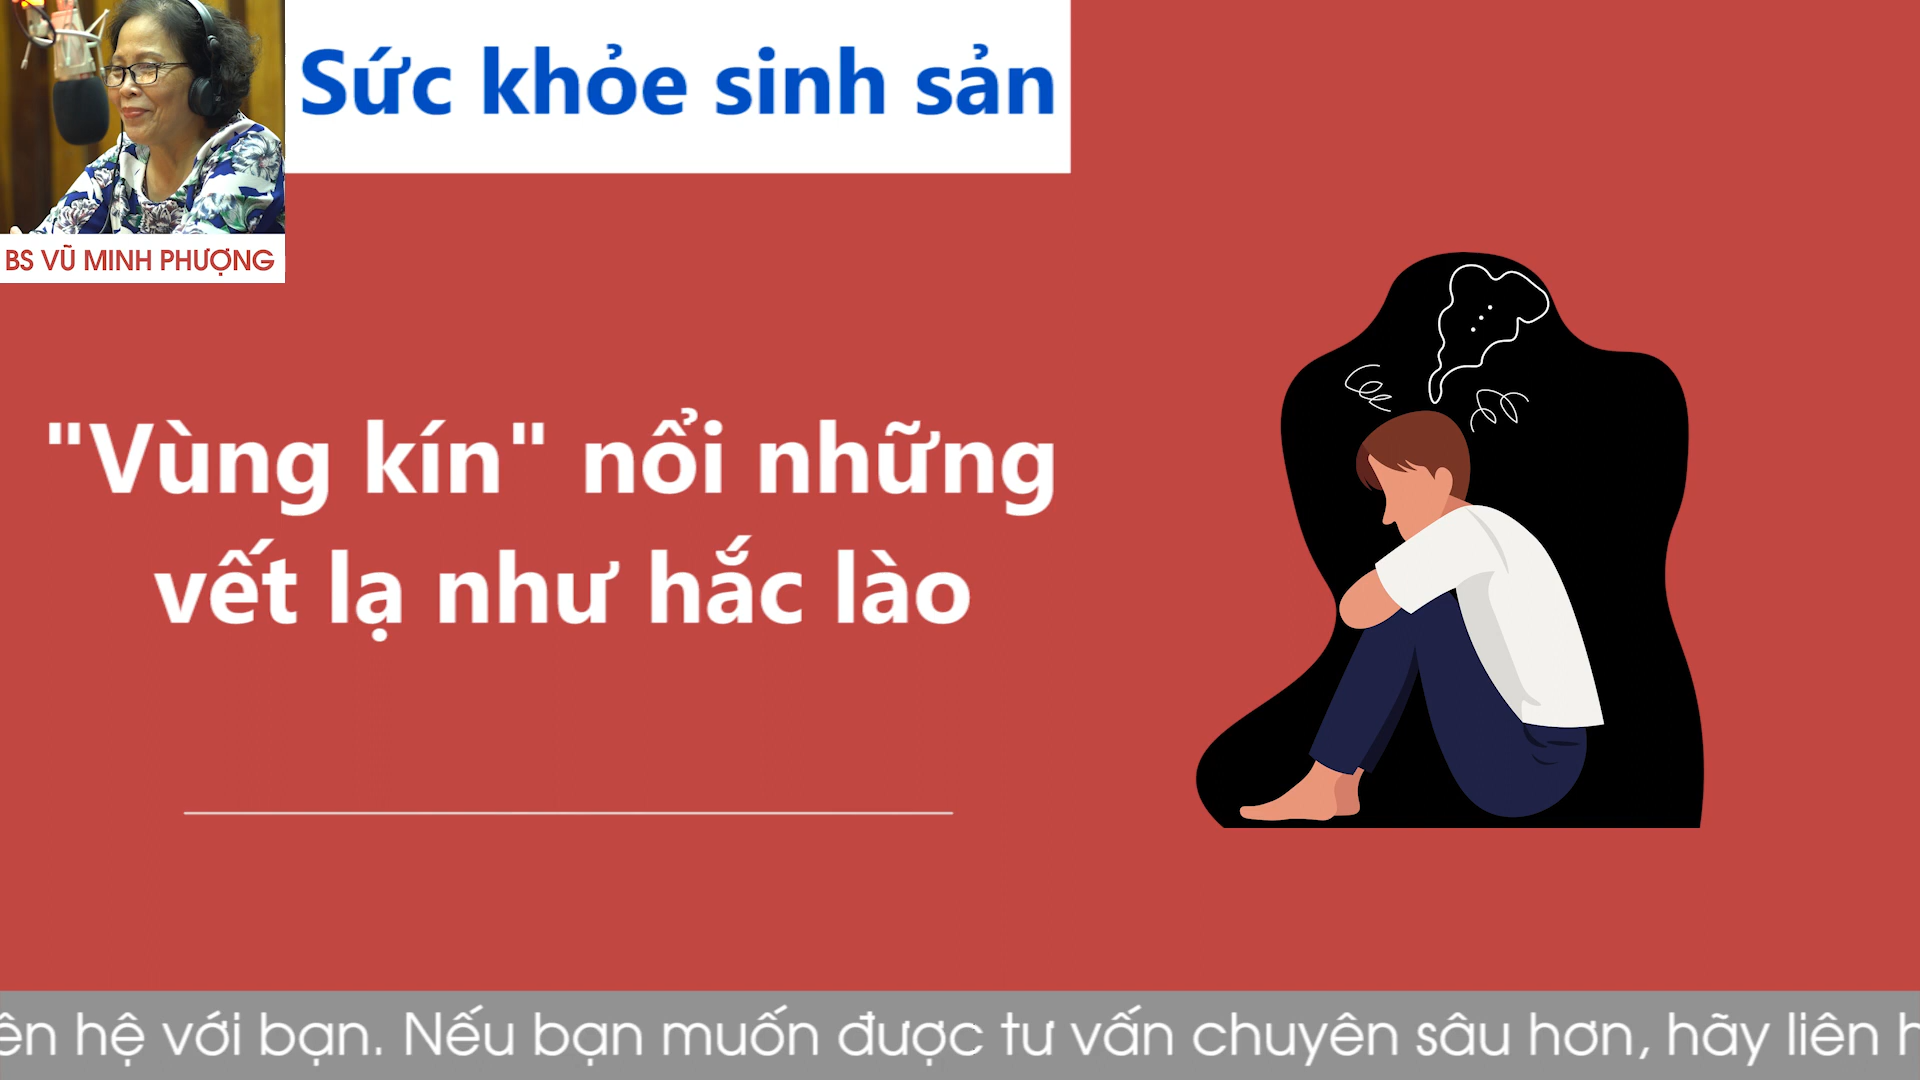 Sức khỏe sinh sản
BS VŨ MINH PHƯỢNG
"Vùng kín" nổi những
vết lạ như hắc lào
hệ với bạn. Nếu bạn muốn được tư vấn chuyên sâu hơn, hãy liên